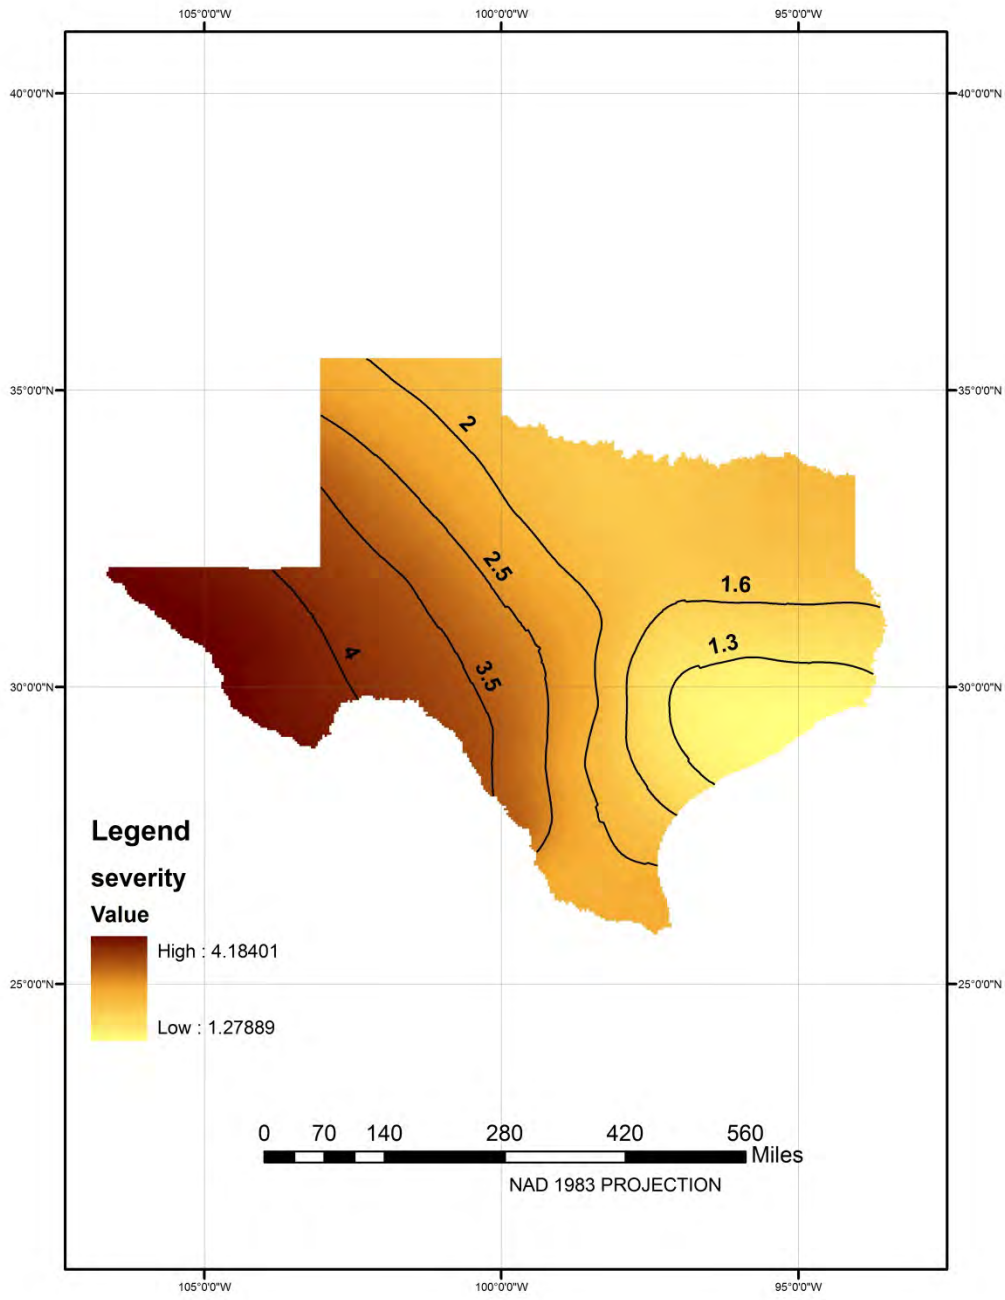 105°0'0"W 100°0'0"W 95°0'0"W
40°0'0"N 40°0'0"N
35°0'0"N 35°0'0"N
2
2.5
1.6
1.3
4
3.5
30°0'0"N 30°0'0"N
Legend
severity
Value
High : 4.18401
Low : 1.27889
25°0'0"N 25°0'0"N
0 70 140 280 420 560
Miles
NAD 1983 PROJECTION
105°0'0"W 100°0'0"W 95°0'0"W